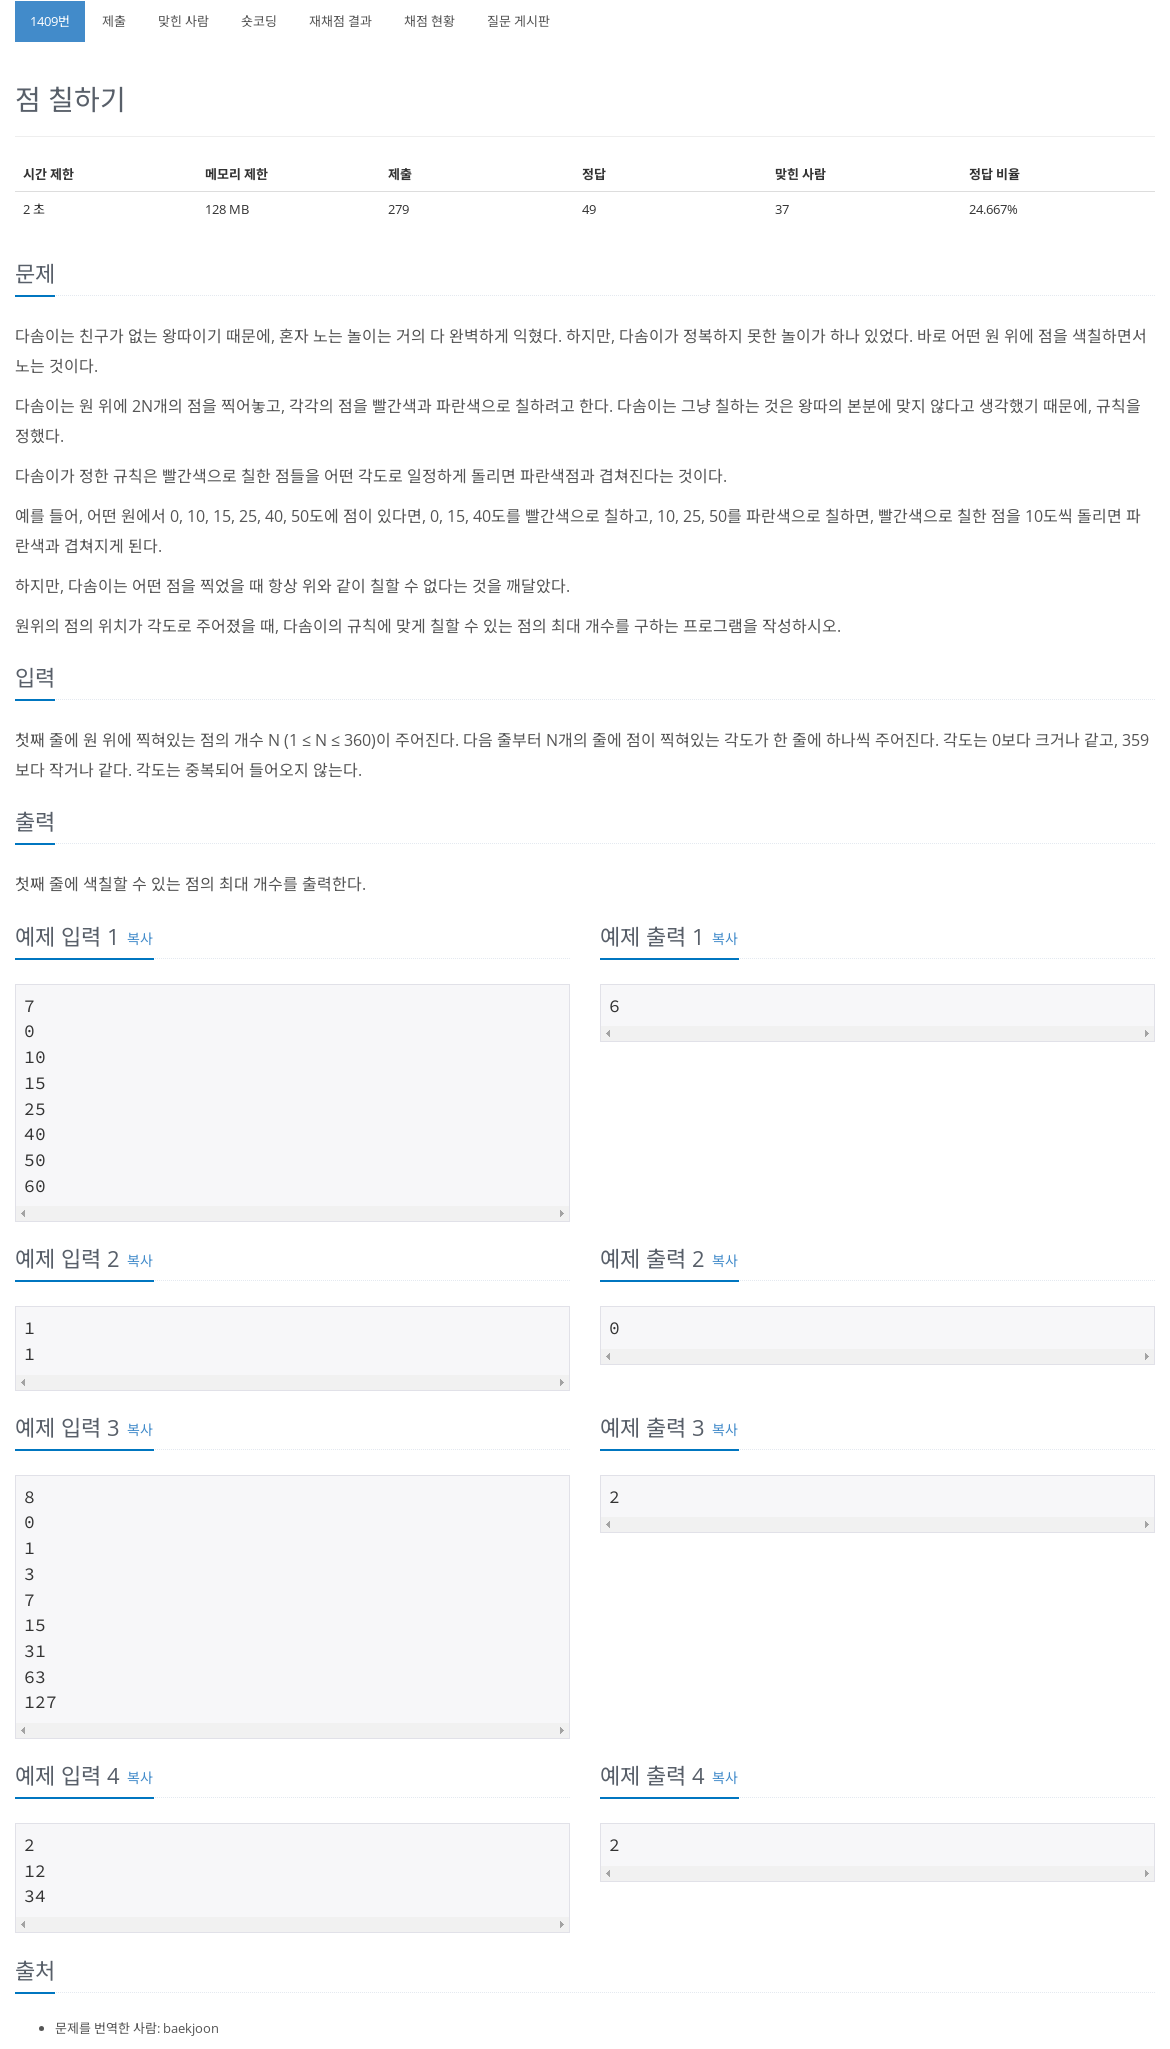 1409번 제출 맞힌 사람 숏코딩 재채점 결과 채점 현황 질문 게시판
점 칠하기
시간 제한 메모리 제한 제출 정답 맞힌 사람 정답 비율
2 초 128 MB 279 49 37 24.667%
문제
다솜이는 친구가 없는 왕따이기 때문에, 혼자 노는 놀이는 거의 다 완벽하게 익혔다. 하지만, 다솜이가 정복하지 못한 놀이가 하나 있었다. 바로 어떤 원 위에 점을 색칠하면서
노는 것이다.
다솜이는 원 위에 2N개의 점을 찍어놓고, 각각의 점을 빨간색과 파란색으로 칠하려고 한다. 다솜이는 그냥 칠하는 것은 왕따의 본분에 맞지 않다고 생각했기 때문에, 규칙을
정했다.
다솜이가 정한 규칙은 빨간색으로 칠한 점들을 어떤 각도로 일정하게 돌리면 파란색점과 겹쳐진다는 것이다.
예를 들어, 어떤 원에서 0, 10, 15, 25, 40, 50도에 점이 있다면, 0, 15, 40도를 빨간색으로 칠하고, 10, 25, 50를 파란색으로 칠하면, 빨간색으로 칠한 점을 10도씩 돌리면 파
란색과 겹쳐지게 된다.
하지만, 다솜이는 어떤 점을 찍었을 때 항상 위와 같이 칠할 수 없다는 것을 깨달았다.
원위의 점의 위치가 각도로 주어졌을 때, 다솜이의 규칙에 맞게 칠할 수 있는 점의 최대 개수를 구하는 프로그램을 작성하시오.
입력
첫째 줄에 원 위에 찍혀있는 점의 개수 N (1 ≤ N ≤ 360)이 주어진다. 다음 줄부터 N개의 줄에 점이 찍혀있는 각도가 한 줄에 하나씩 주어진다. 각도는 0보다 크거나 같고, 359
보다 작거나 같다. 각도는 중복되어 들어오지 않는다.
출력
첫째 줄에 색칠할 수 있는 점의 최대 개수를 출력한다.
예제 입력 1 복사
7
0
10
15
25
40
50
60
예제 출력 1 복사
6
예제 입력 2 복사
1
1
예제 출력 2 복사
0
예제 입력 3 복사
8
0
1
3
7
15
31
63
127
예제 출력 3 복사
2
예제 입력 4 복사
2
12
34
예제 출력 4 복사
2
출처
문제를 번역한 사람: baekjoon